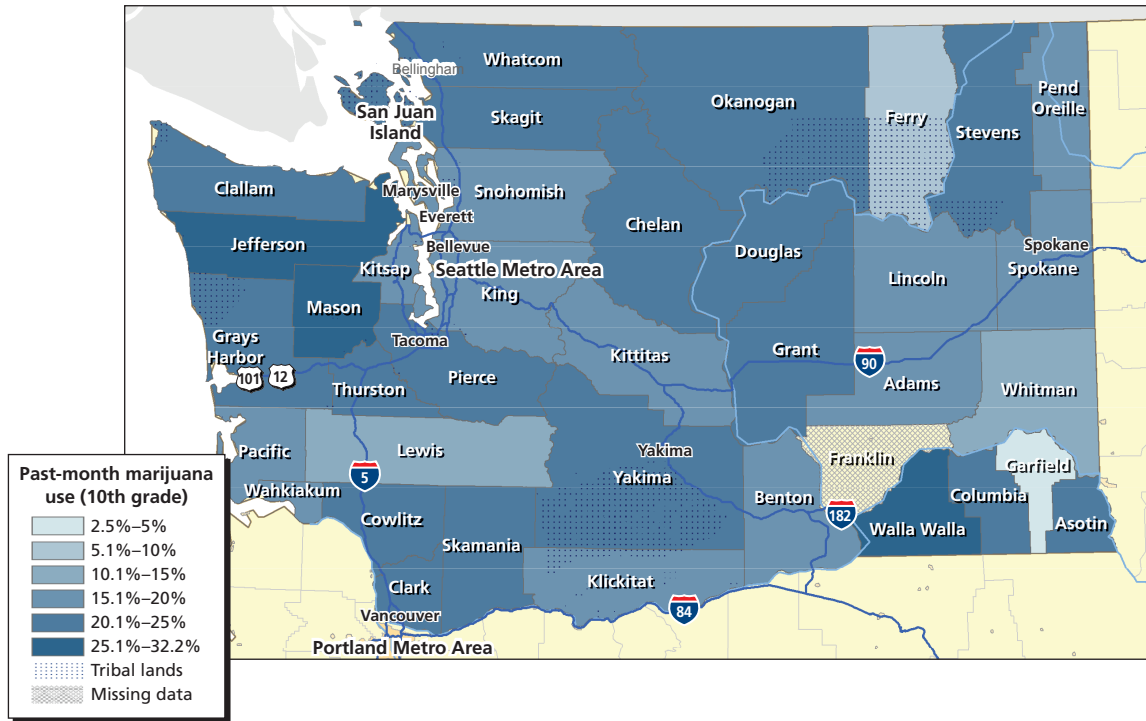 Whatcom
Bellingham
Okanogan
Pend
Oreille
San Juan
Island
Skagit
Ferry
Stevens
Clallam
Marysville
Snohomish
Everett
Chelan
Jefferson
Bellevue
Douglas
Spokane
Kitsap
Seattle Metro Area
Lincoln
Spokane
King
Mason
Grays
Harbor
Tacoma
Kittitas
Grant
101
12
90
Thurston
Pierce
Adams
Whitman
Pacific
Lewis
Yakima
Franklin
5
Yakima
Garfield
Wahkiakum
Benton
Columbia
Cowlitz
182
Walla Walla
Asotin
Skamania
Clark
Klickitat
Vancouver
84
Portland Metro Area
Past-month marijuana
use (10th grade)
2.5%–5%
5.1%–10%
10.1%–15%
15.1%–20%
20.1%–25%
25.1%–32.2%
Tribal lands
Missing data